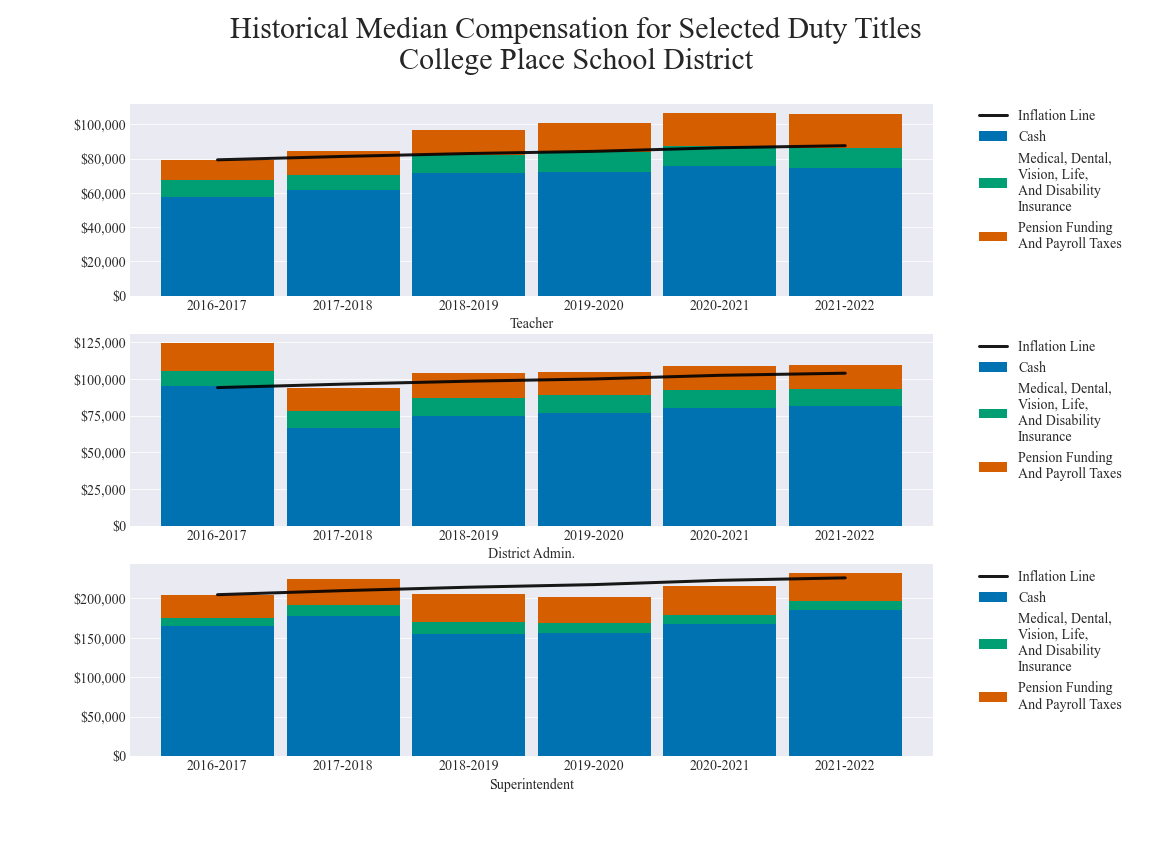 Historical Median Compensation for Selected Duty Titles
College Place School District
$100,000
$80,000
$60,000
$40,000
$20,000
$0
2016-2017 2017-2018 2018-2019 2019-2020 2020-2021 2021-2022
Teacher
Inflation Line
Cash
Medical, Dental,
Vision, Life,
And Disability
Insurance
Pension Funding
And Payroll Taxes
$125,000
$100,000
$75,000
$50,000
$25,000
$0
2016-2017 2017-2018 2018-2019 2019-2020 2020-2021 2021-2022
District Admin.
Inflation Line
Cash
Medical, Dental,
Vision, Life,
And Disability
Insurance
Pension Funding
And Payroll Taxes
$200,000
$150,000
$100,000
$50,000
$0
2016-2017 2017-2018 2018-2019 2019-2020 2020-2021 2021-2022
Superintendent
Inflation Line
Cash
Medical, Dental,
Vision, Life,
And Disability
Insurance
Pension Funding
And Payroll Taxes